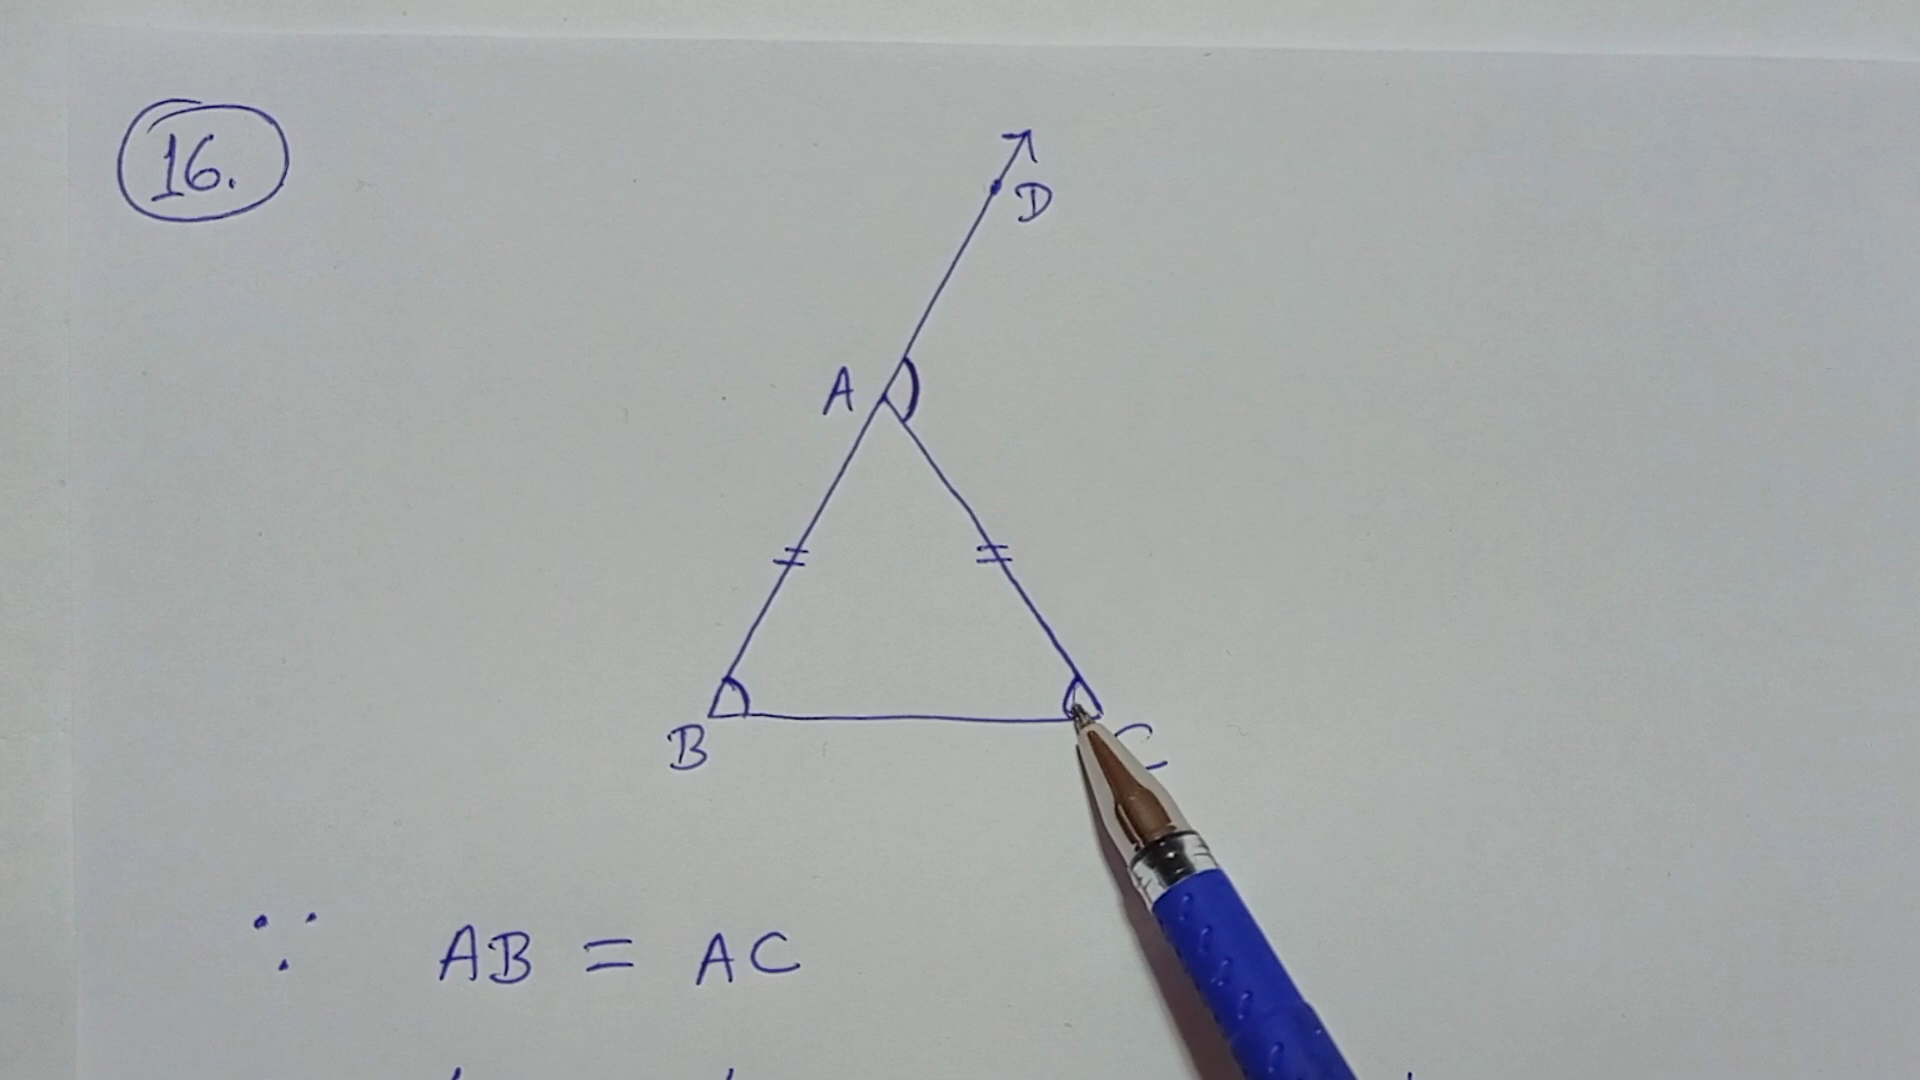 16.
D
A
B C
∵ AB = AC